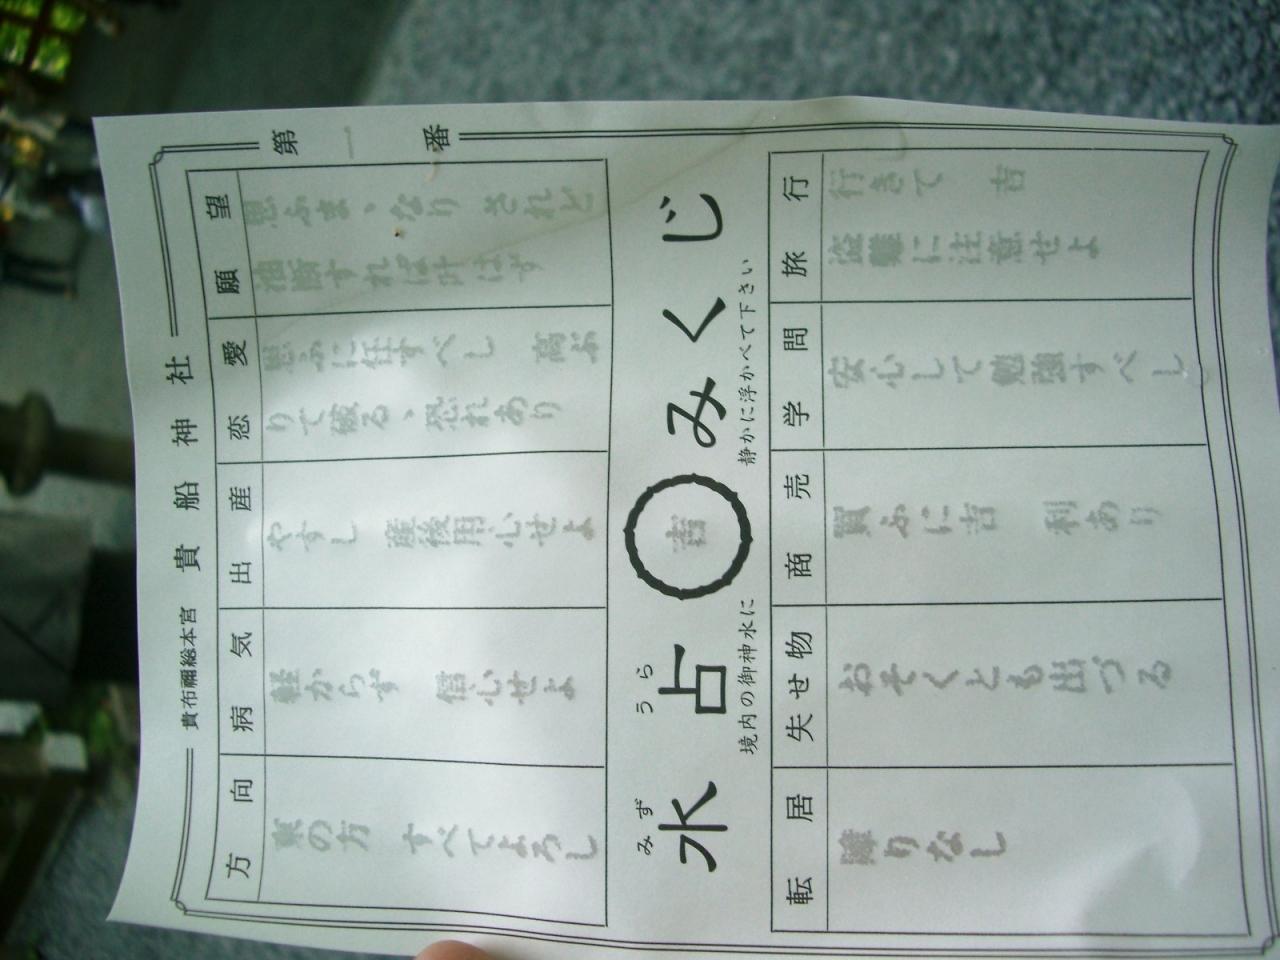 第一番
水占みくじ
みずうら
吉
境内の御神水に
静かに浮かべて下さい
旅行
行きて 吉
盗難に注意せよ
学問
安心して勉強すべし
商売
買ふに吉 利あり
失せ物
おそくとも出づる
転居
障りなし
願望
思ふまゝなり されど
油断すれば叶はず
恋愛
思ふに任すべし 高ぶ
りて破るゝ恐れあり
出産
やすし 産後用心せよ
病気
軽からず 信心せよ
方向
東の方 すべてよろし
貴布禰総本宮 貴船神社